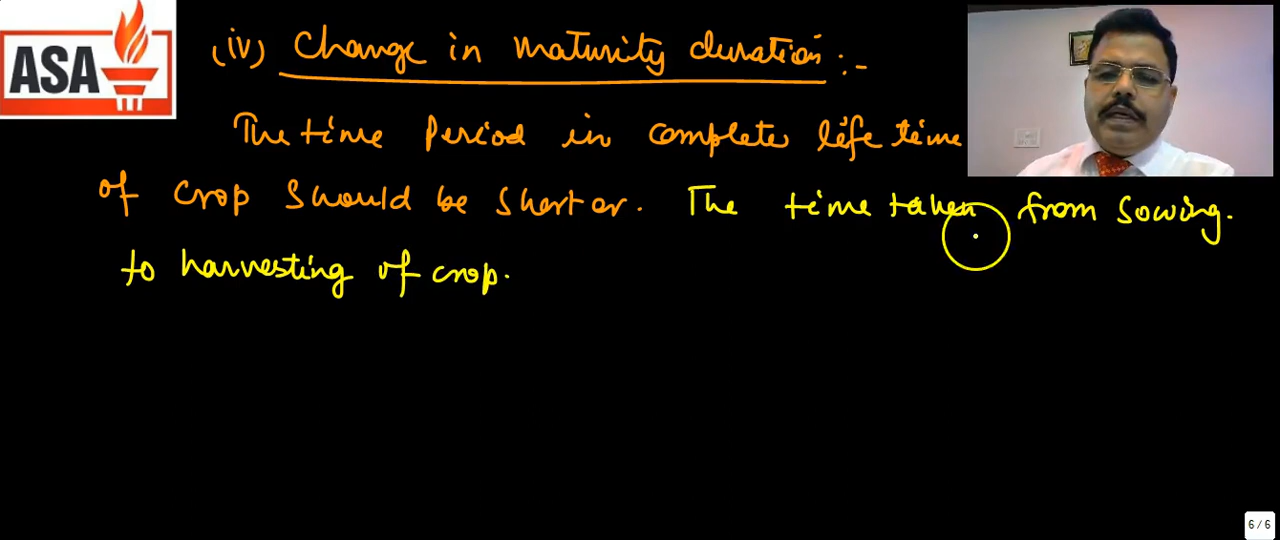 ASA
(iv) Change in maturity duration :-
The time Period in complete life time
of crop should be shorter. The time taken from sowing.
to harvesting of crop.
6/6